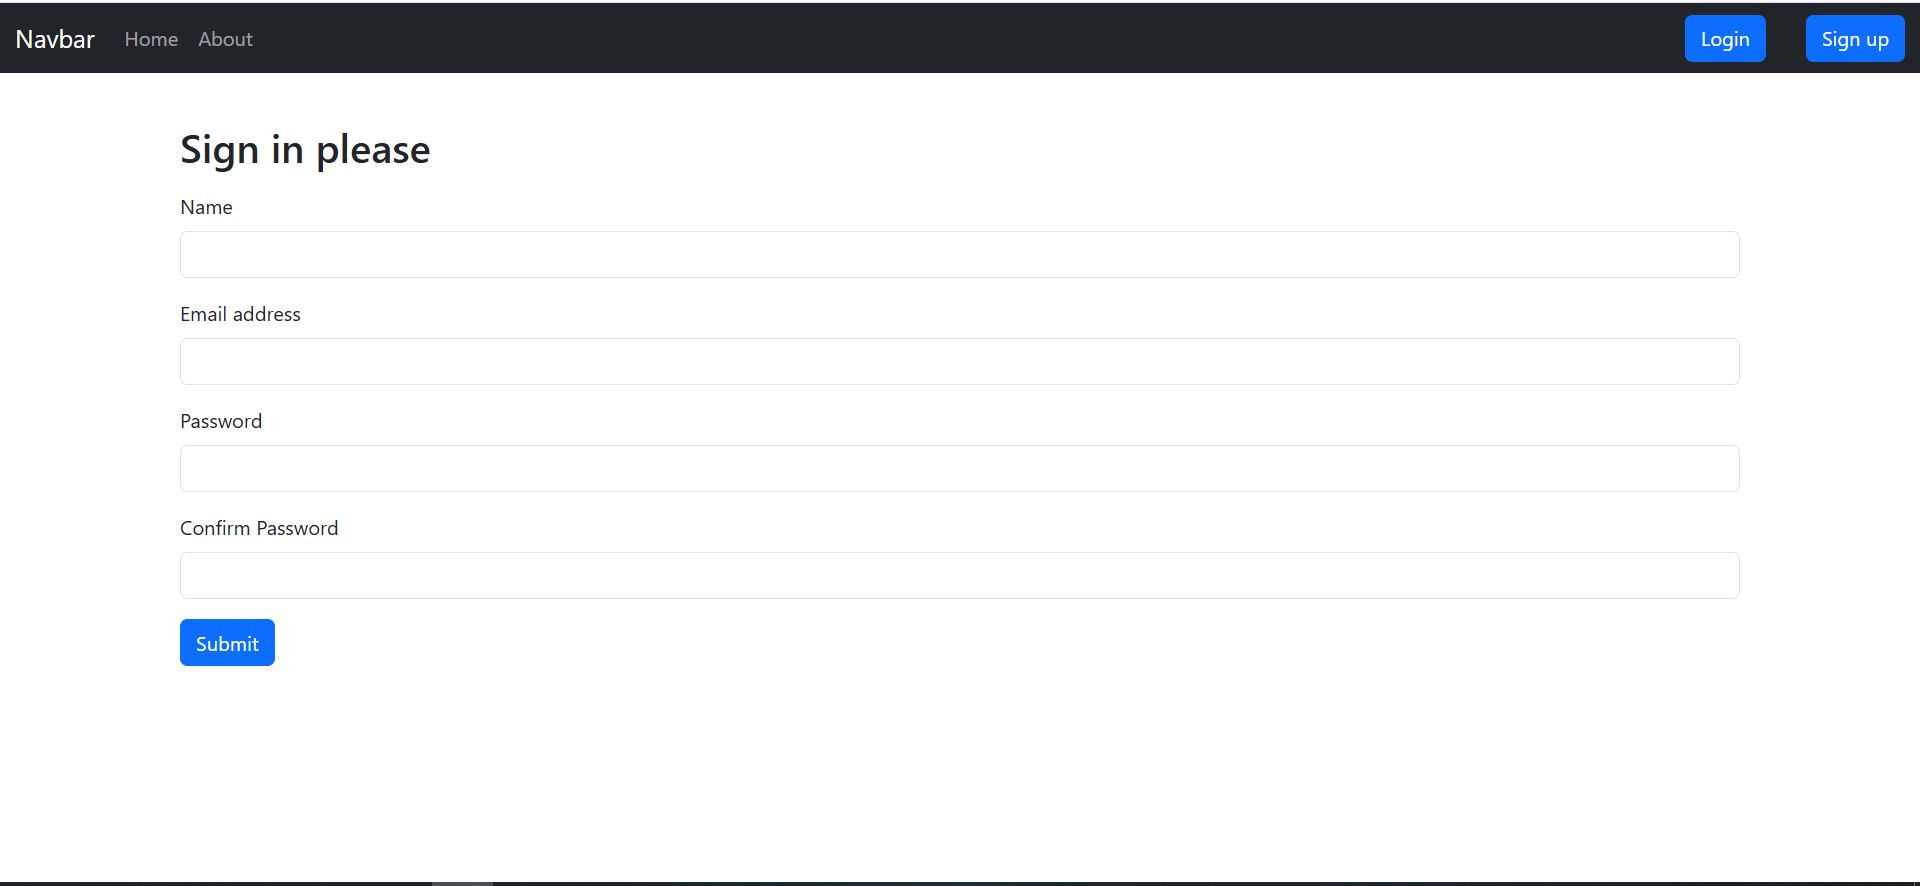 Navbar Home About Login Sign up
Sign in please
Name
Email address
Password
Confirm Password
Submit